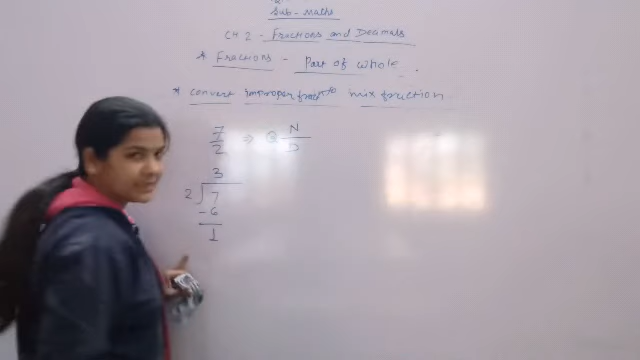 Sub - Maths
CH 2 - Fractions and Decimals
* Fractions - Part of whole.
* Convert improper fractn to mix fraction
7/2 ⇒ Q N/D
3
2 7
-6
1